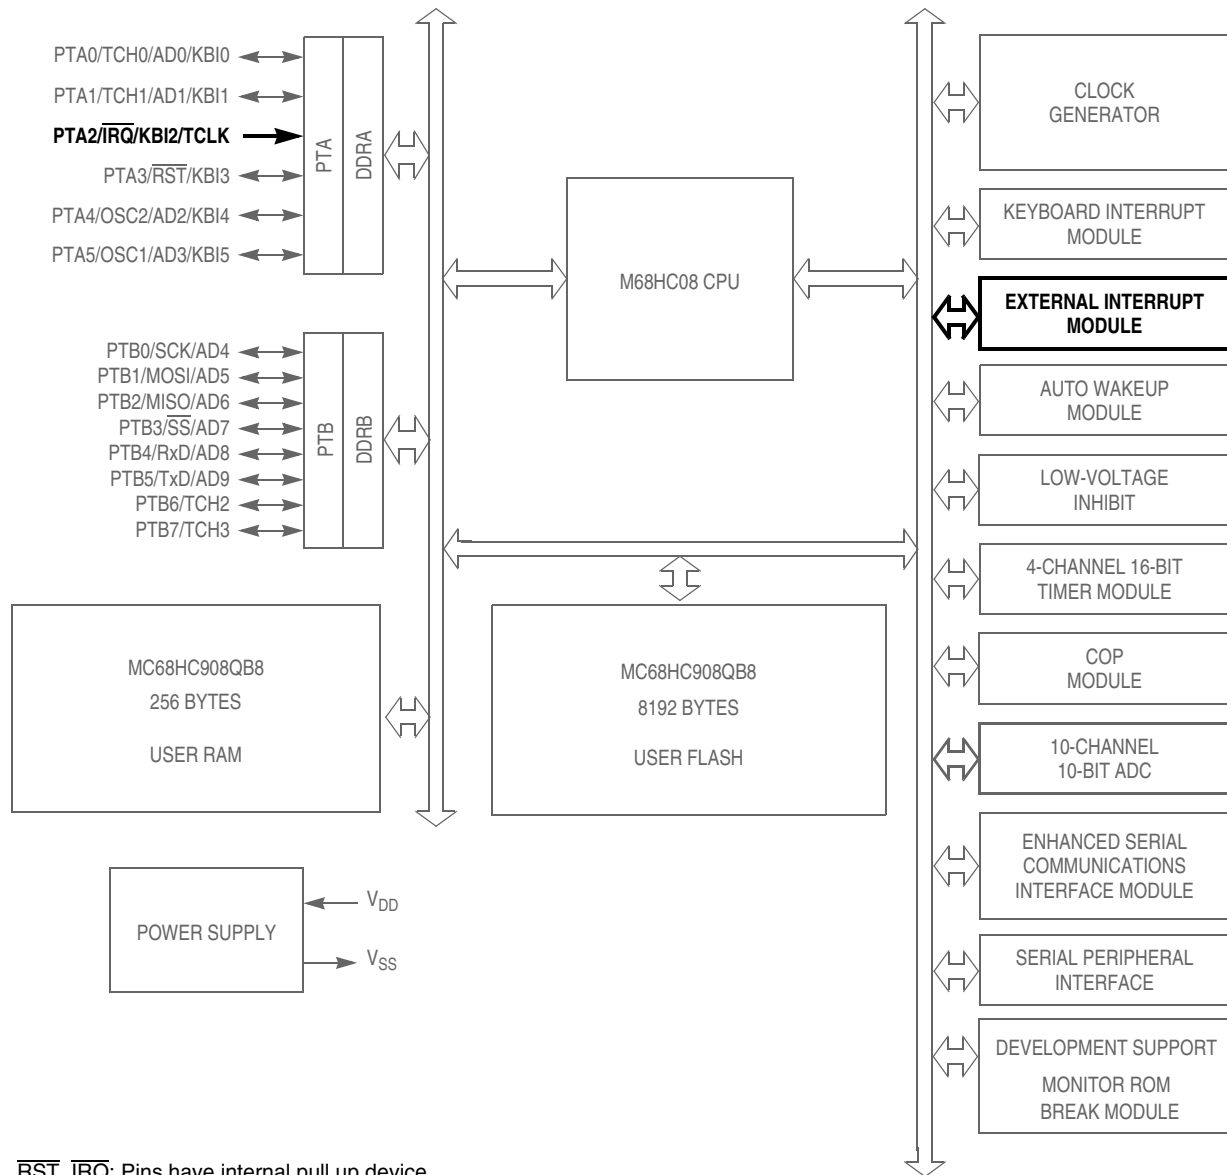 PTA0/TCH0/AD0/KBI0
PTA1/TCH1/AD1/KBI1
PTA2/I̅R̅Q̅/KBI2/TCLK
PTA3/R̅S̅T̅/KBI3
PTA4/OSC2/AD2/KBI4
PTA5/OSC1/AD3/KBI5
PTA
DDRA
PTB0/SCK/AD4
PTB1/MOSI/AD5
PTB2/MISO/AD6
PTB3/S̅S̅/AD7
PTB4/RxD/AD8
PTB5/TxD/AD9
PTB6/TCH2
PTB7/TCH3
PTB
DDRB
M68HC08 CPU
MC68HC908QB8
256 BYTES
USER RAM
MC68HC908QB8
8192 BYTES
USER FLASH
POWER SUPPLY
VDD
VSS
CLOCK
GENERATOR
KEYBOARD INTERRUPT
MODULE
EXTERNAL INTERRUPT
MODULE
AUTO WAKEUP
MODULE
LOW-VOLTAGE
INHIBIT
4-CHANNEL 16-BIT
TIMER MODULE
COP
MODULE
10-CHANNEL
10-BIT ADC
ENHANCED SERIAL
COMMUNICATIONS
INTERFACE MODULE
SERIAL PERIPHERAL
INTERFACE
DEVELOPMENT SUPPORT
MONITOR ROM
BREAK MODULE
R̅S̅T̅, I̅R̅Q̅: Pins have internal pull up device